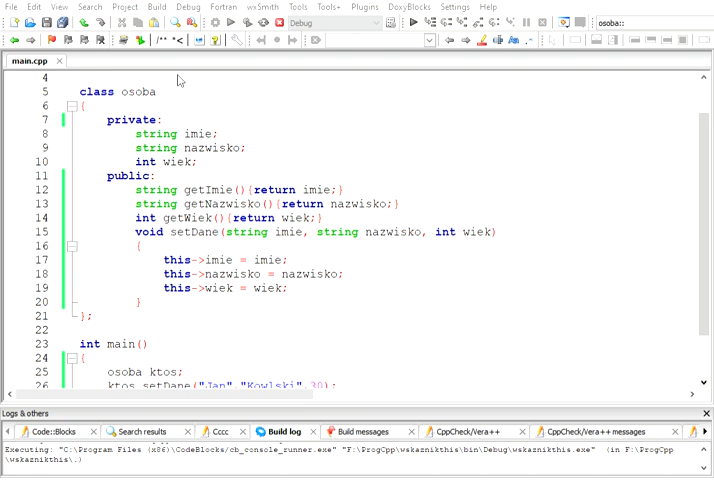 File Edit View Search Project Build Debug Fortran wxSmith Tools Tools+ Plugins DoxyBlocks Settings Help
Debug
osoba::
/** *<
main.cpp
4
5 class osoba
6 {
7 private:
8 string imie;
9 string nazwisko;
10 int wiek;
11 public:
12 string getImie(){return imie;}
13 string getNazwisko(){return nazwisko;}
14 int getWiek(){return wiek;}
15 void setDane(string imie, string nazwisko, int wiek)
16 {
17 this->imie = imie;
18 this->nazwisko = nazwisko;
19 this->wiek = wiek;
20 }
21 };
22
23 int main()
24 {
25 osoba ktos;
26 ktos.setDane("Jan","Kowlski",30);
Logs & others
Code::Blocks Search results Cccc Build log Build messages CppCheck/Vera++ CppCheck/Vera++ messages
Executing: "C:\Program Files (x86)\CodeBlocks/cb_console_runner.exe" "F:\ProgCpp\wskaznikthis\bin\Debug\wskaznikthis.exe" (in F:\ProgCpp
\wskaznikthis\.)